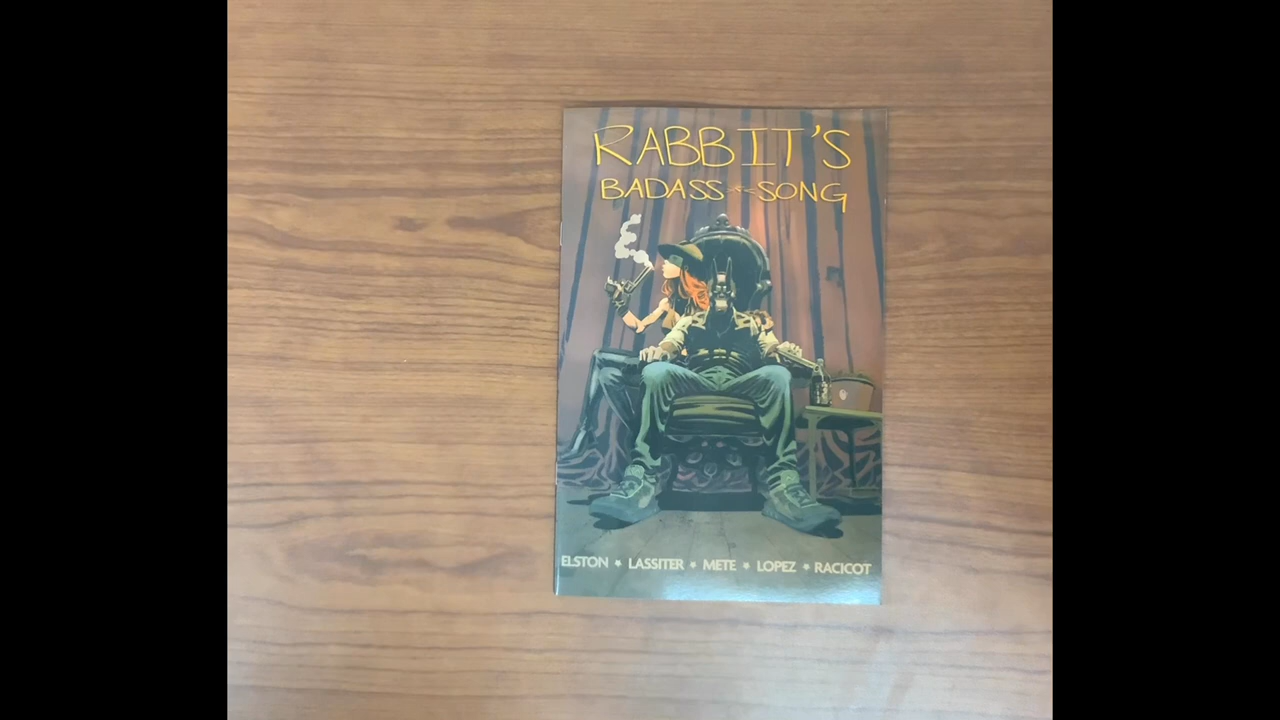 RABBIT'S
BADASS SONG
ELSTON * LASSITER * METE * LOPEZ * RACICOT